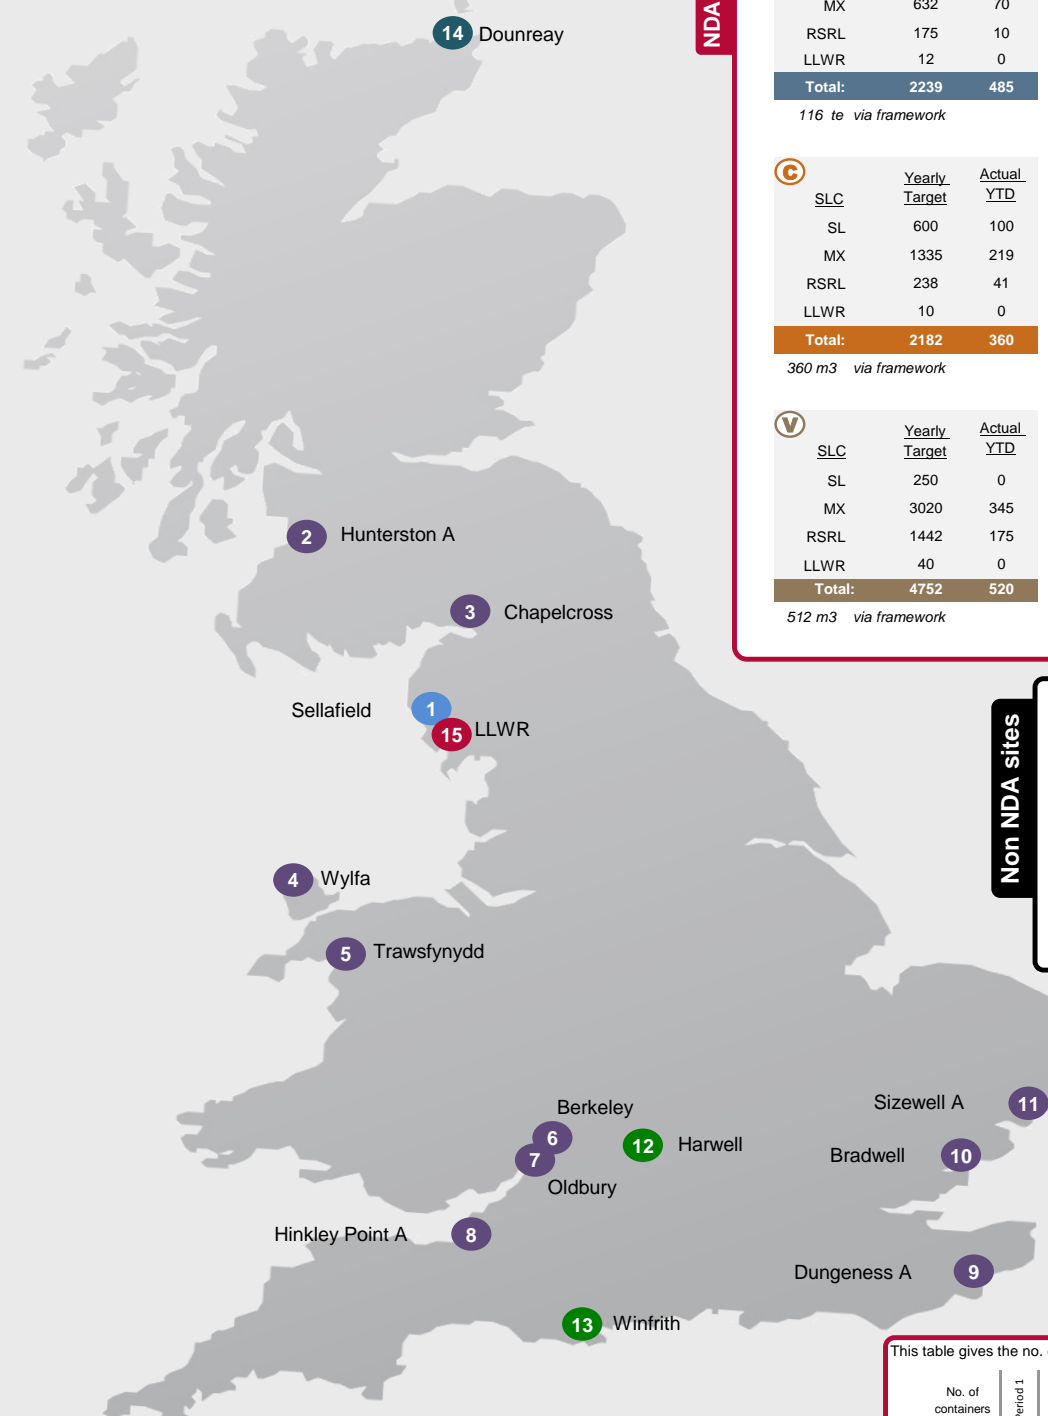 NDA
MX 632 70
RSRL 175 10
LLWR 12 0
Total: 2239 485
116 te via framework
C
SLC Yearly Target Actual YTD
SL 600 100
MX 1335 219
RSRL 238 41
LLWR 10 0
Total: 2182 360
360 m3 via framework
V
SLC Yearly Target Actual YTD
SL 250 0
MX 3020 345
RSRL 1442 175
LLWR 40 0
Total: 4752 520
512 m3 via framework
14 Dounreay
2 Hunterston A
3 Chapelcross
Sellafield 1
15 LLWR
Non NDA sites
4 Wylfa
5 Trawsfynydd
Berkeley
6
7
Oldbury
12 Harwell
Sizewell A 11
Bradwell 10
Hinkley Point A 8
Dungeness A 9
13 Winfrith
This table gives the no.
No. of
containers
Period 1